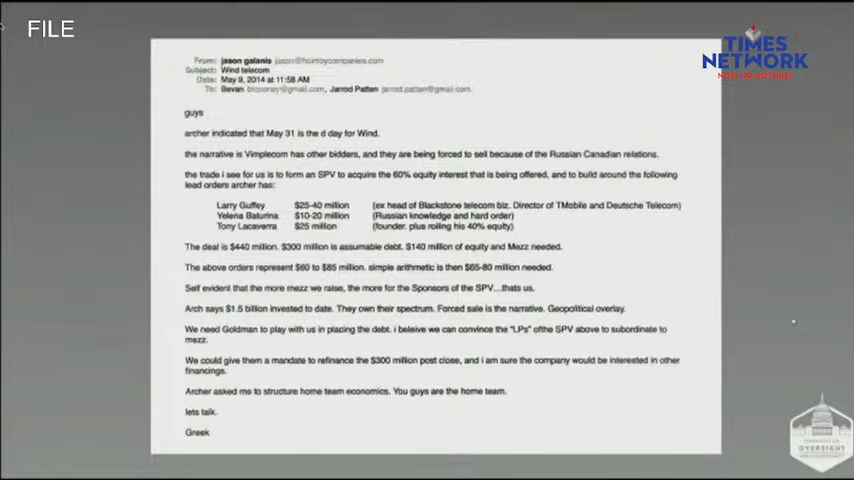 FILE
TIMES
NETWORK
NOW OR NOTHING
From: jason galanis
Subject: Wind telecom
Date: May 9, 2014 at 11:58 AM
To: Bevan btcooney@gmail.com, Jarrod Patten jarrod.patten@gmail.com
guys
archer indicated that May 31 is the d day for Wind.
the narrative is Vimplecom has other bidders, and they are being forced to sell because of the Russian Canadian relations.
the trade i see for us is to form an SPV to acquire the 60% equity interest that is being offered, and to build around the following
lead orders archer has:
Larry Guffey $25-40 million (ex head of Blackstone telecom biz. Director of TMobile and Deutsche Telecom)
Yelena Baturina $10-20 million (Russian knowledge and hard order)
Tony Lacaverra $25 million (founder. plus rolling his 40% equity)
The deal is $440 million. $300 million is assumable debt. $140 million of equity and Mezz needed.
The above orders represent $60 to $85 million. simple arithmetic is then $65-80 million needed.
Self evident that the more mezz we raise, the more for the Sponsors of the SPV...thats us.
Arch says $1.5 billion invested to date. They own their spectrum. Forced sale is the narrative. Geopolitical overlay.
We need Goldman to play with us in placing the debt. i beleive we can convince the "LPs" ofthe SPV above to subordinate to
mezz.
We could give them a mandate to refinance the $300 million post close, and i am sure the company would be interested in other
financings.
Archer asked me to structure home team economics. You guys are the home team.
lets talk.
Greek
OVERSIGHT